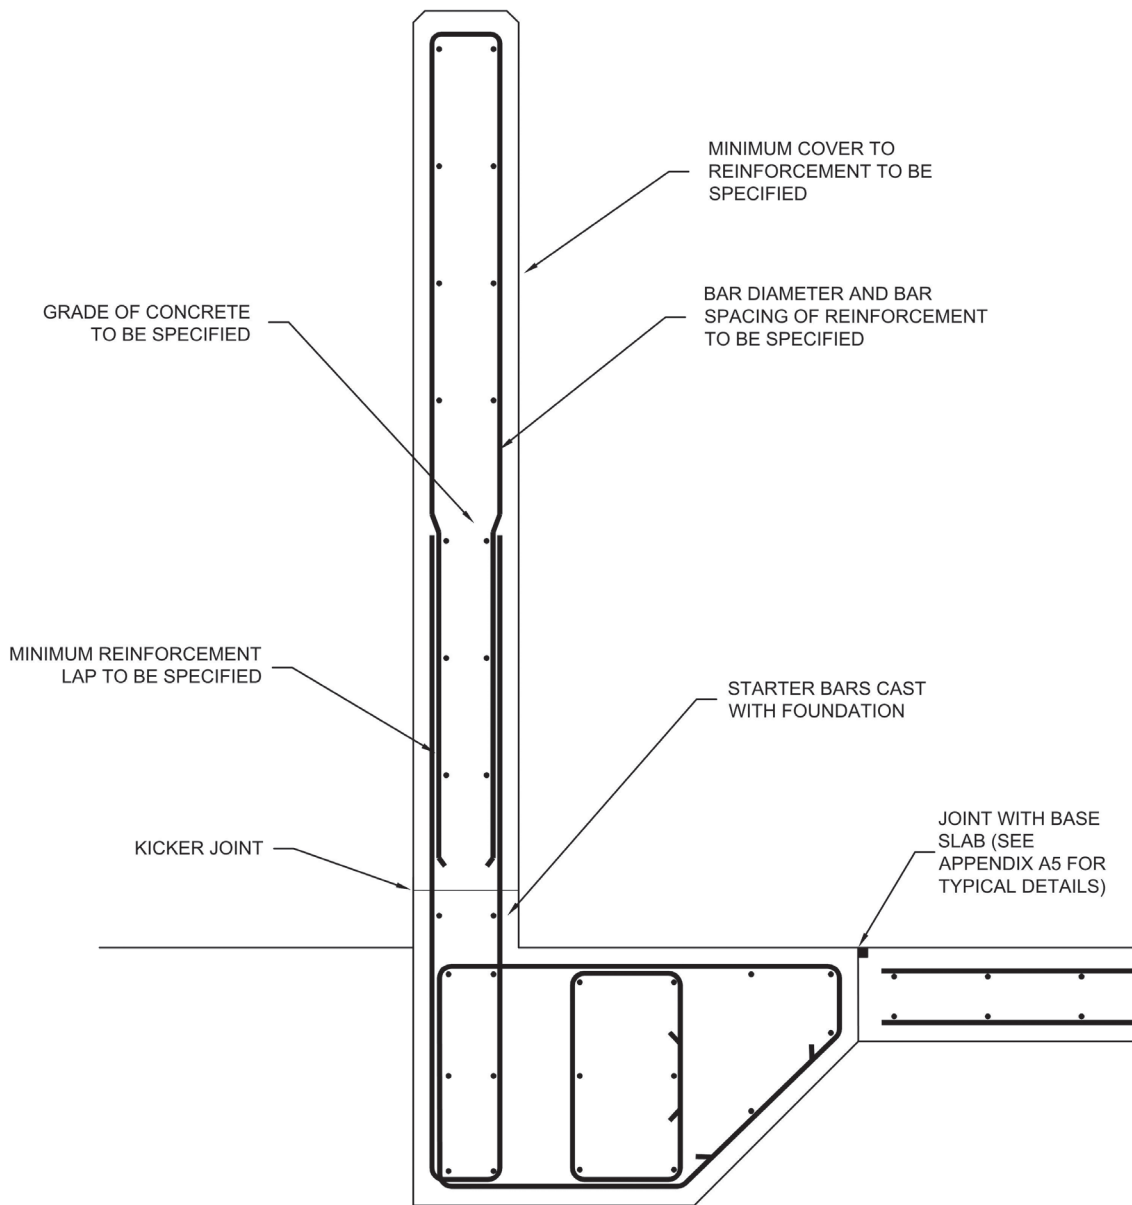 MINIMUM COVER TO
REINFORCEMENT TO BE
SPECIFIED
GRADE OF CONCRETE
TO BE SPECIFIED
BAR DIAMETER AND BAR
SPACING OF REINFORCEMENT
TO BE SPECIFIED
MINIMUM REINFORCEMENT
LAP TO BE SPECIFIED
STARTER BARS CAST
WITH FOUNDATION
KICKER JOINT
JOINT WITH BASE
SLAB (SEE
APPENDIX A5 FOR
TYPICAL DETAILS)